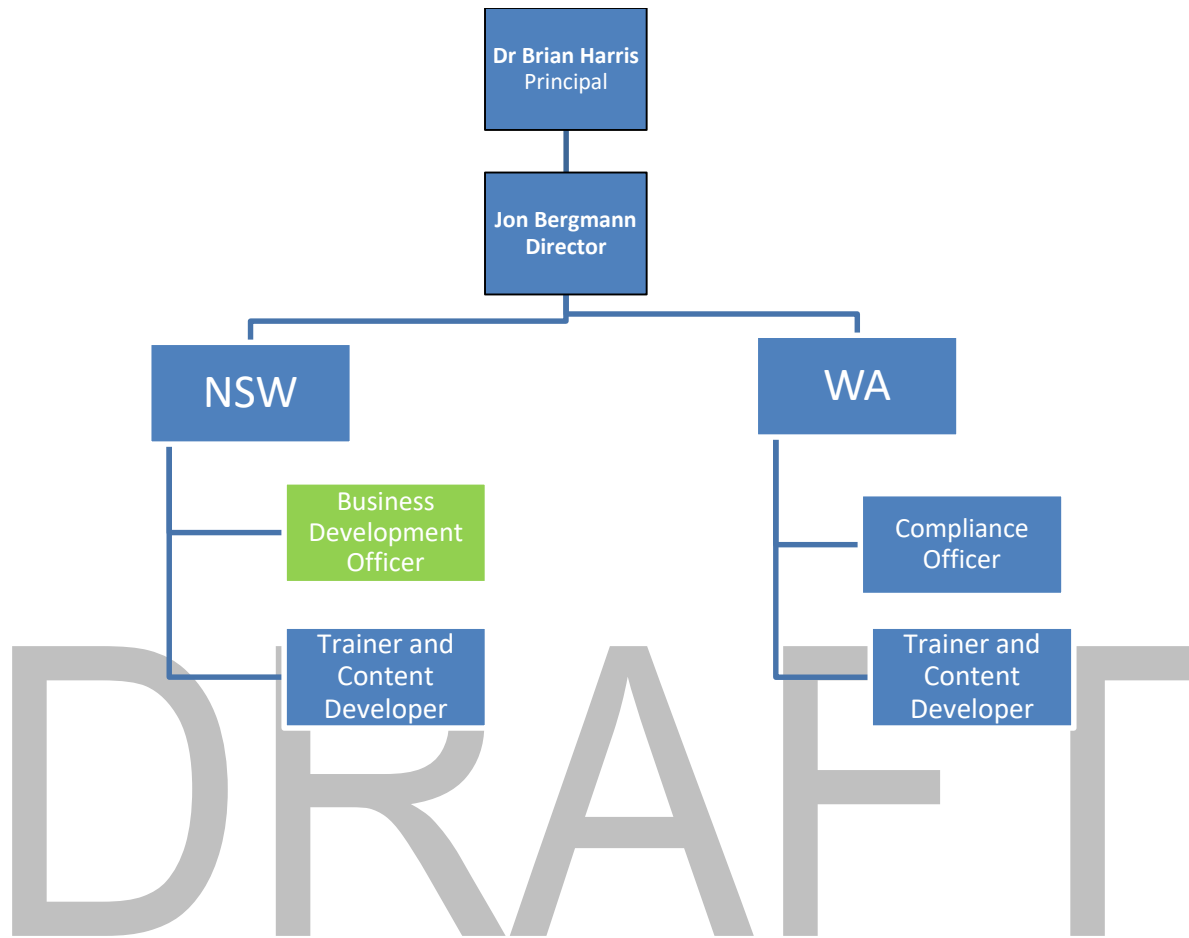 Dr Brian Harris
Principal
Jon Bergmann
Director
NSW
WA
Business
Development
Officer
Compliance
Officer
Trainer and
Content
Developer
Trainer and
Content
Developer
DRAFT